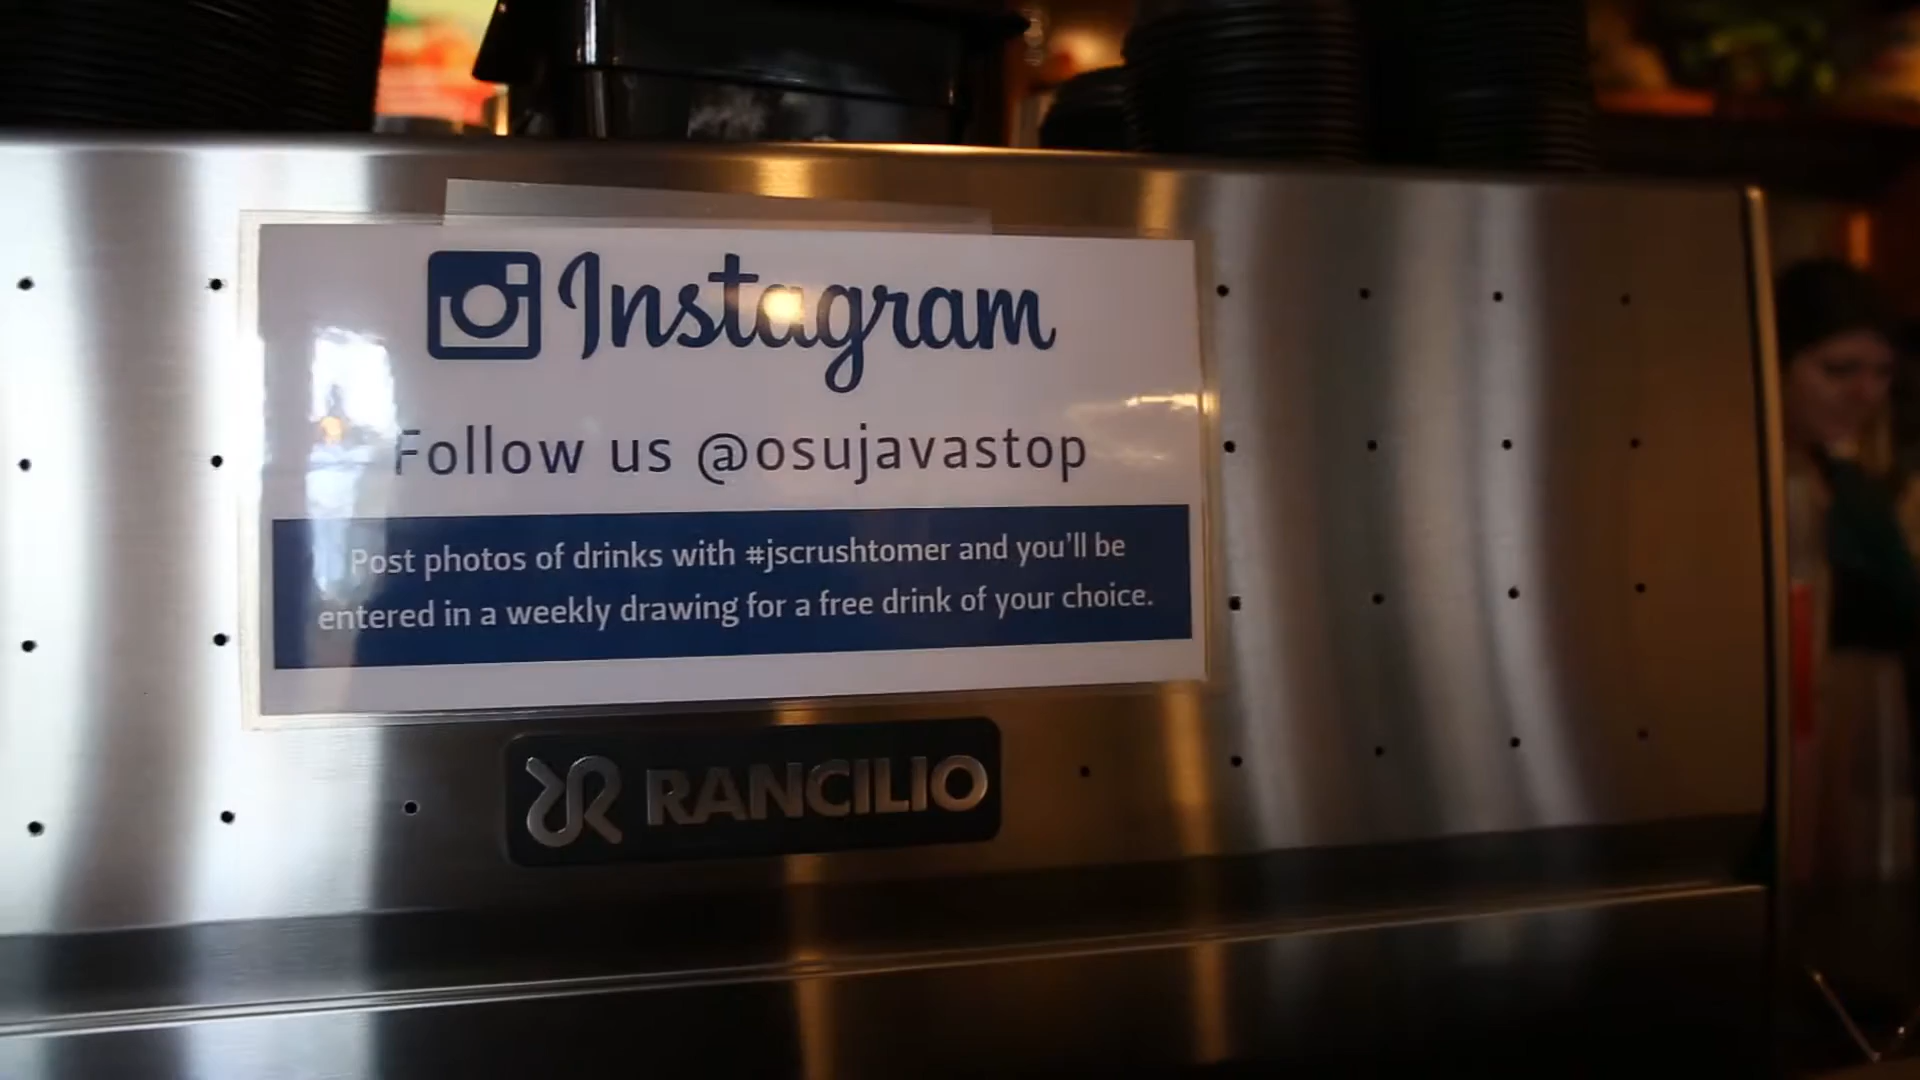 Instagram
Follow us @osujavastop
Post photos of drinks with #jscrushtomer and you'll be
entered in a weekly drawing for a free drink of your choice.
RANCILIO